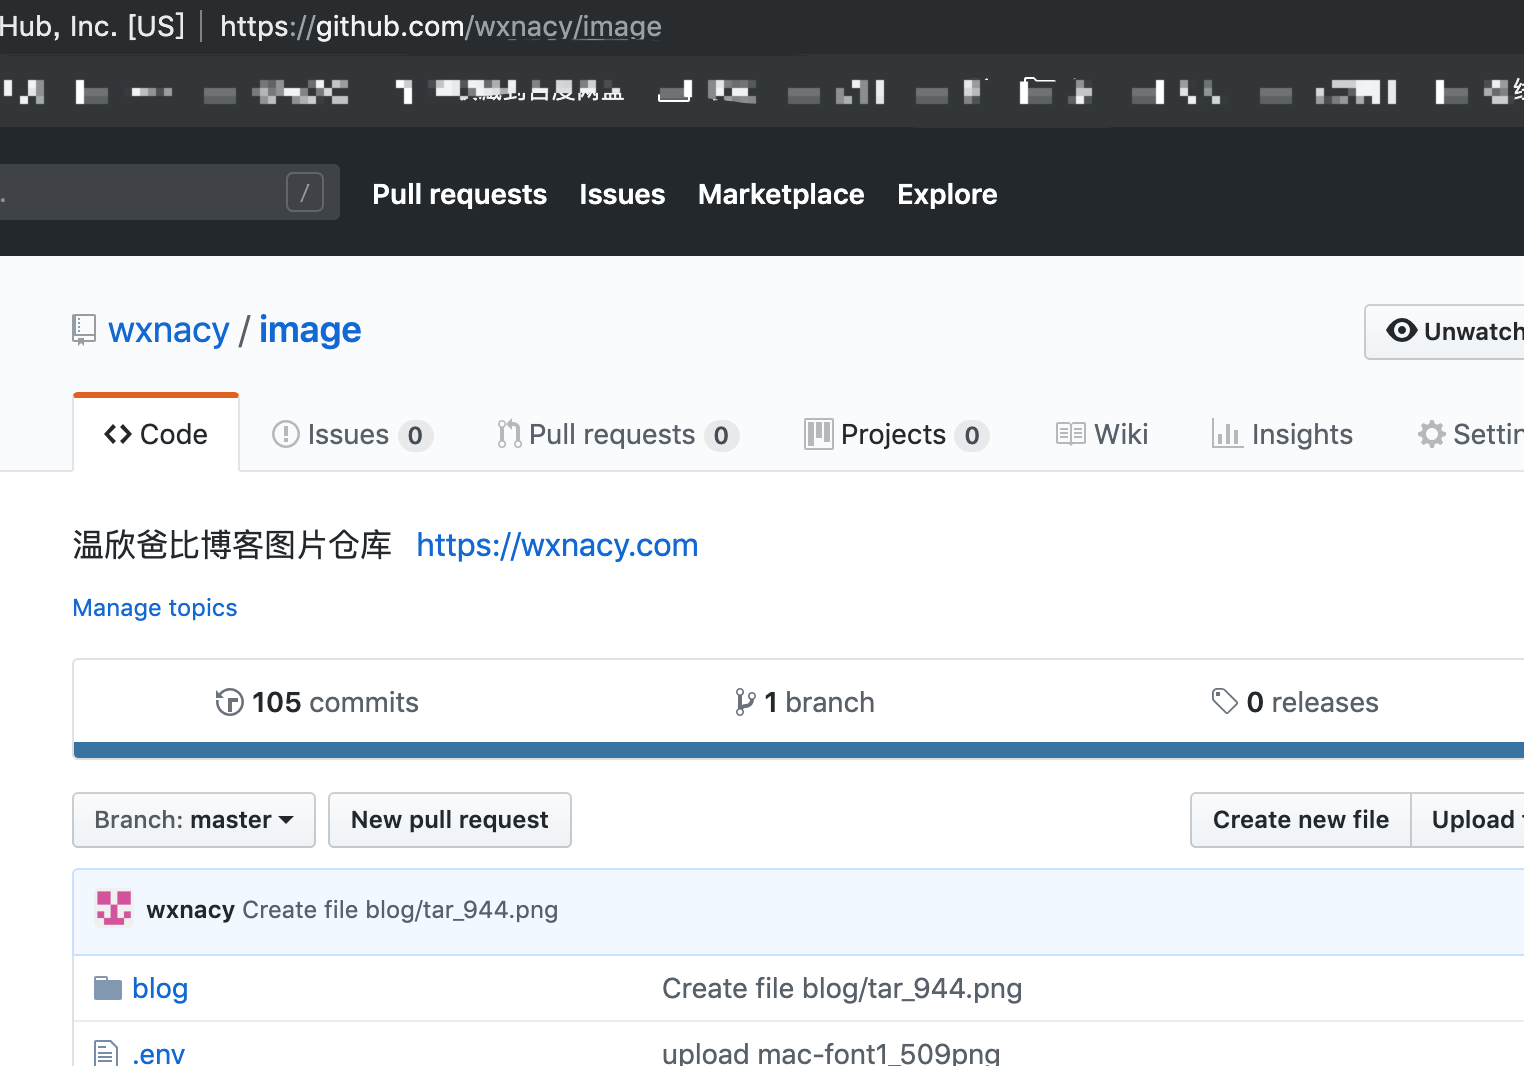 Hub, Inc. [US] | https://github.com/wxnacy/image
/
Pull requests Issues Marketplace Explore
wxnacy / image
Unwatch
Code Issues 0 Pull requests 0 Projects 0 Wiki Insights Settin
温欣爸比博客图片仓库 https://wxnacy.com
Manage topics
105 commits 1 branch 0 releases
Branch: master New pull request Create new file Upload
wxnacy Create file blog/tar_944.png
blog Create file blog/tar_944.png
.env upload mac-font1_509png